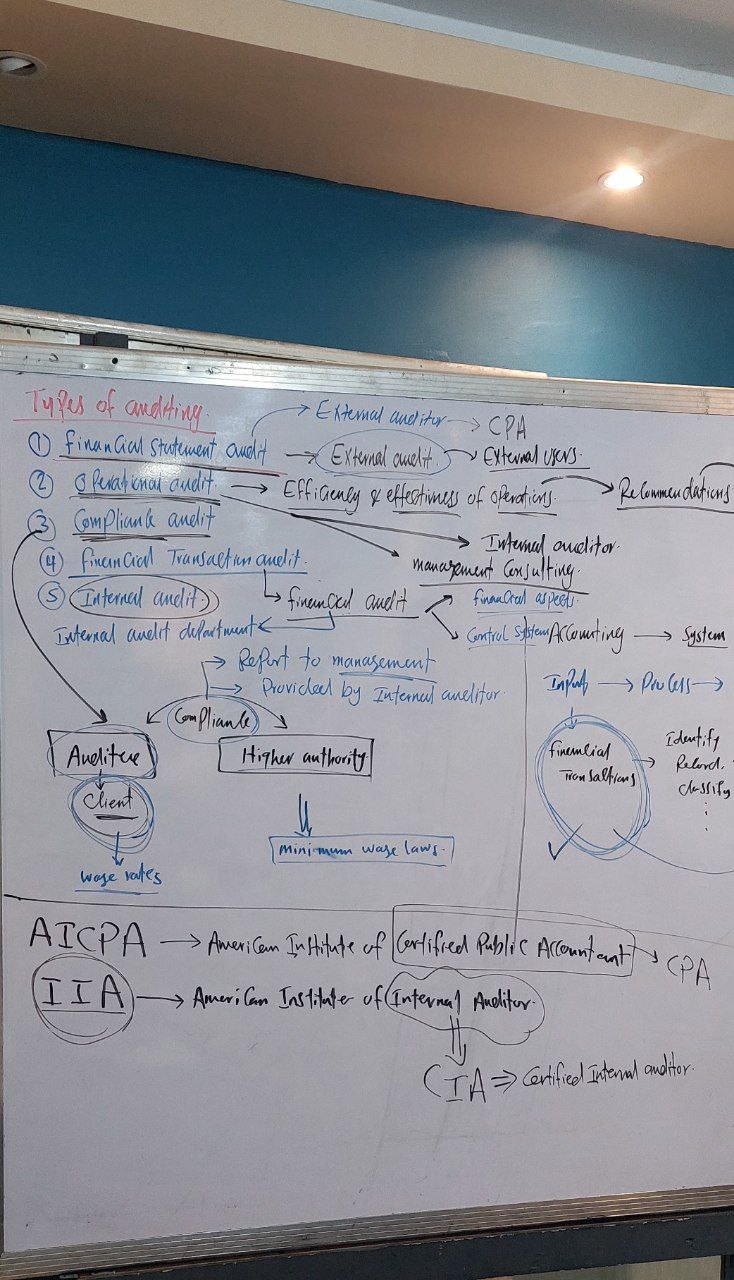 Types of auditing.
External auditor → CPA
① financial statement audit → External audit. → External users.
② operational audit. → Efficiency & effectiness of operations. → Recommendations
③ Compliance audit
Internal auditor.
management Consulting.
④ financial Transaction audit.
⑤ Internal audit.
financial audit
financial aspects
Internal audit department
Control System
Accounting → System
Report to management
Provided by Internal auditor.
Compliance
Input → Process →
Auditee
Higher authority
financial Transactions
Identify
Record.
classify
Client
minimum wage laws.
wage rates
AICPA → American Institute of Certified Public Accountant → CPA
IIA → American Institute of Internal Auditor.
CIA ⇒ Certified Internal auditor.